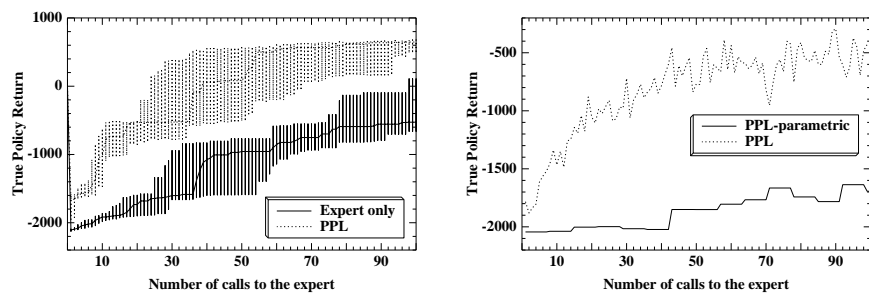 1000
0
-1000
-2000
True Policy Return
Expert only
PPL
10
30
50
70
90
Number of calls to the expert
-500
-1000
-1500
-2000
True Policy Return
PPL-parametric
PPL
10
30
50
70
90
Number of calls to the expert